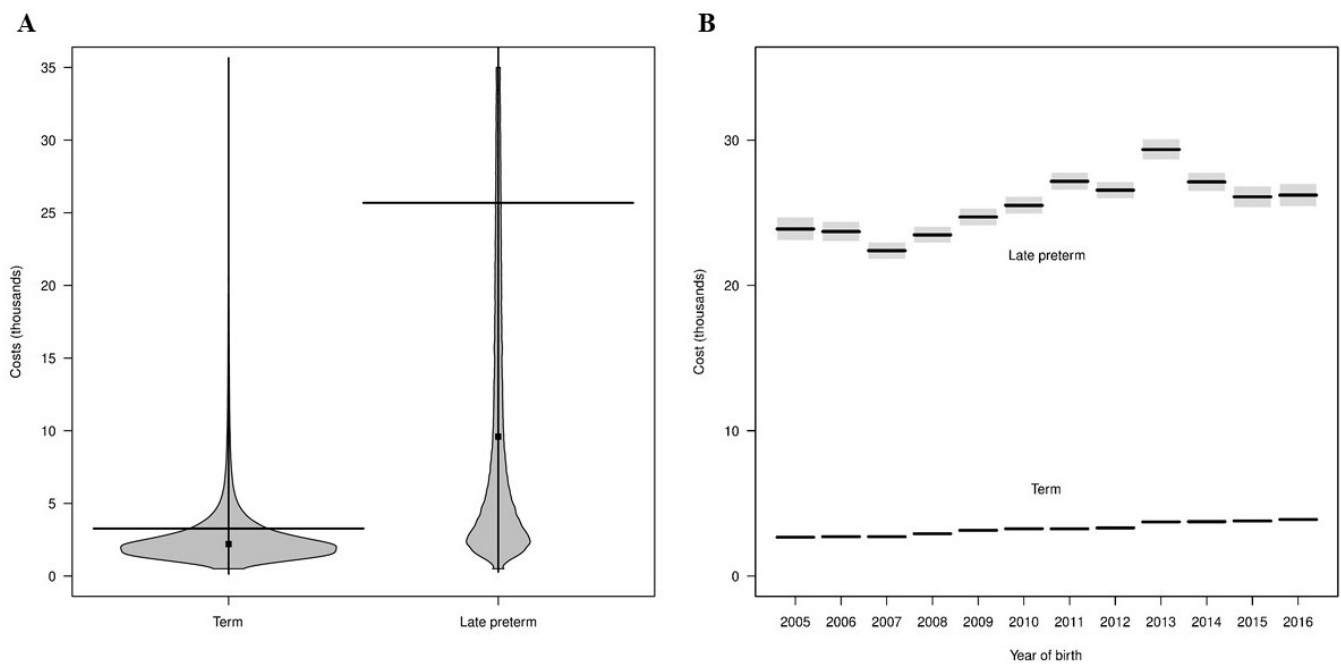 A
B
Costs (thousands)
35
30
25
20
15
10
5
0
Term
Late preterm
Cost (thousands)
30
20
10
0
Late preterm
Term
2005 2006 2007 2008 2009 2010 2011 2012 2013 2014 2015 2016
Year of birth